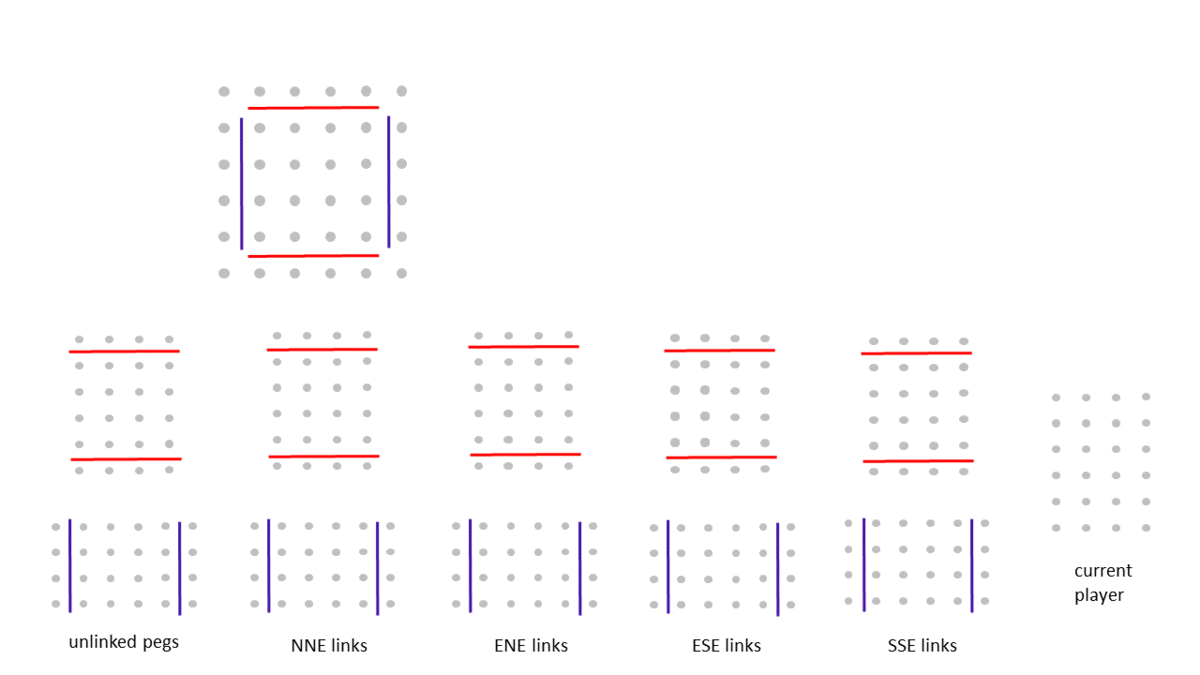 current
player
unlinked pegs
NNE links
ENE links
ESE links
SSE links